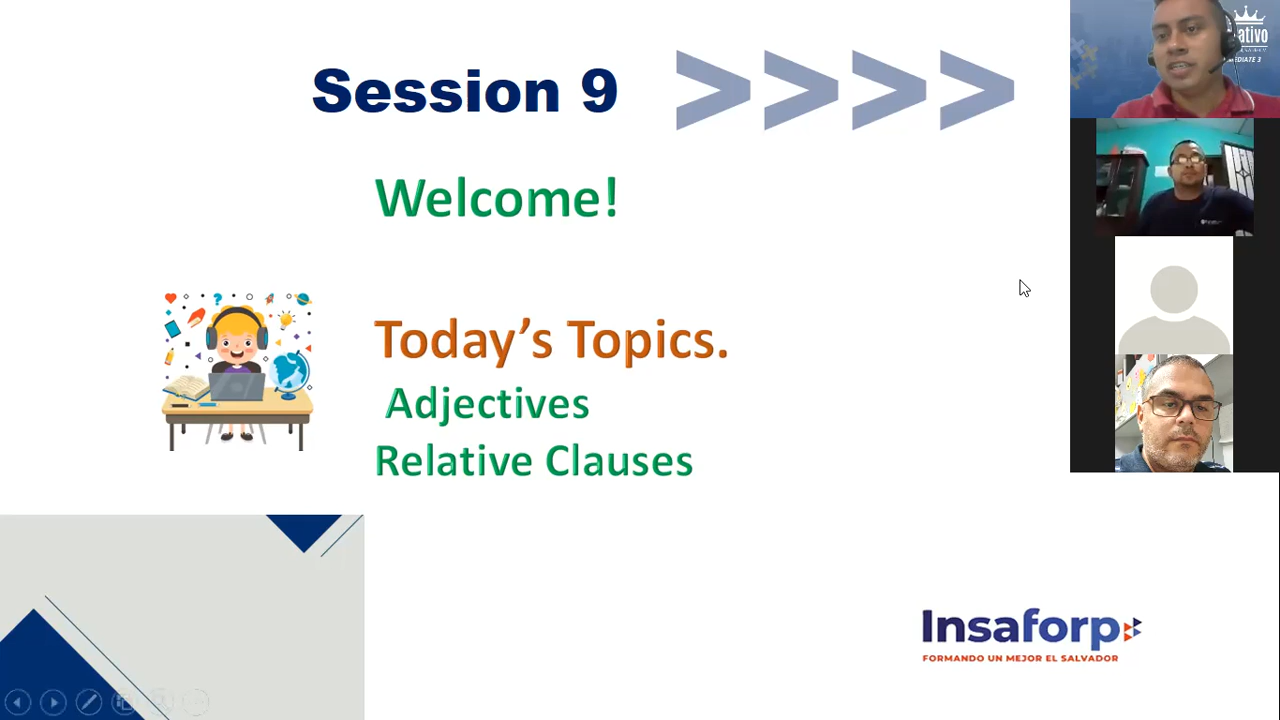 Session 9
>>>>
Welcome!
Today's Topics.
Adjectives
Relative Clauses
Insaforp
FORMANDO UN MEJOR EL SALVADOR